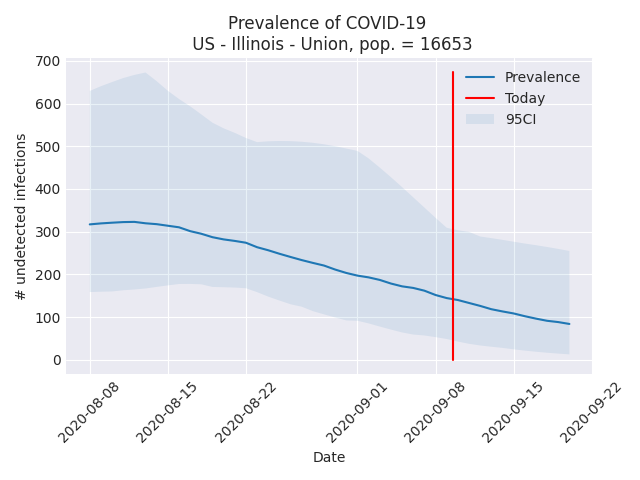 Prevalence of COVID-19
US - Illinois - Union, pop. = 16653
# undetected infections
700
600
500
400
300
200
100
0
Prevalence
Today
95CI
2020-08-08
2020-08-15
2020-08-22
2020-09-01
2020-09-08
2020-09-15
2020-09-22
Date